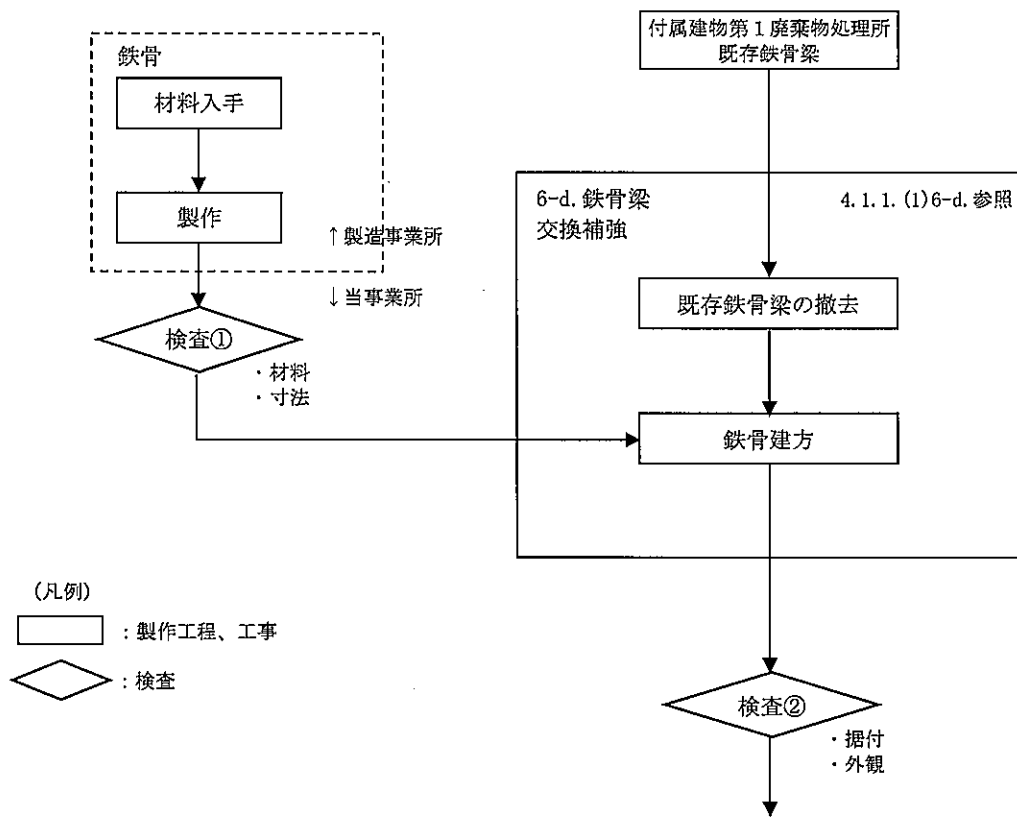 鉄骨
材料入手
製作
↑製造事業所
↓当事業所
検査①
・材料
・寸法
付属建物第1廃棄物処理所
既存鉄骨梁
6-d.鉄骨梁
交換補強
4.1.1.(1)6-d.参照
既存鉄骨梁の撤去
鉄骨建方
検査②
・据付
・外観
(凡例)
:製作工程、工事
:検査